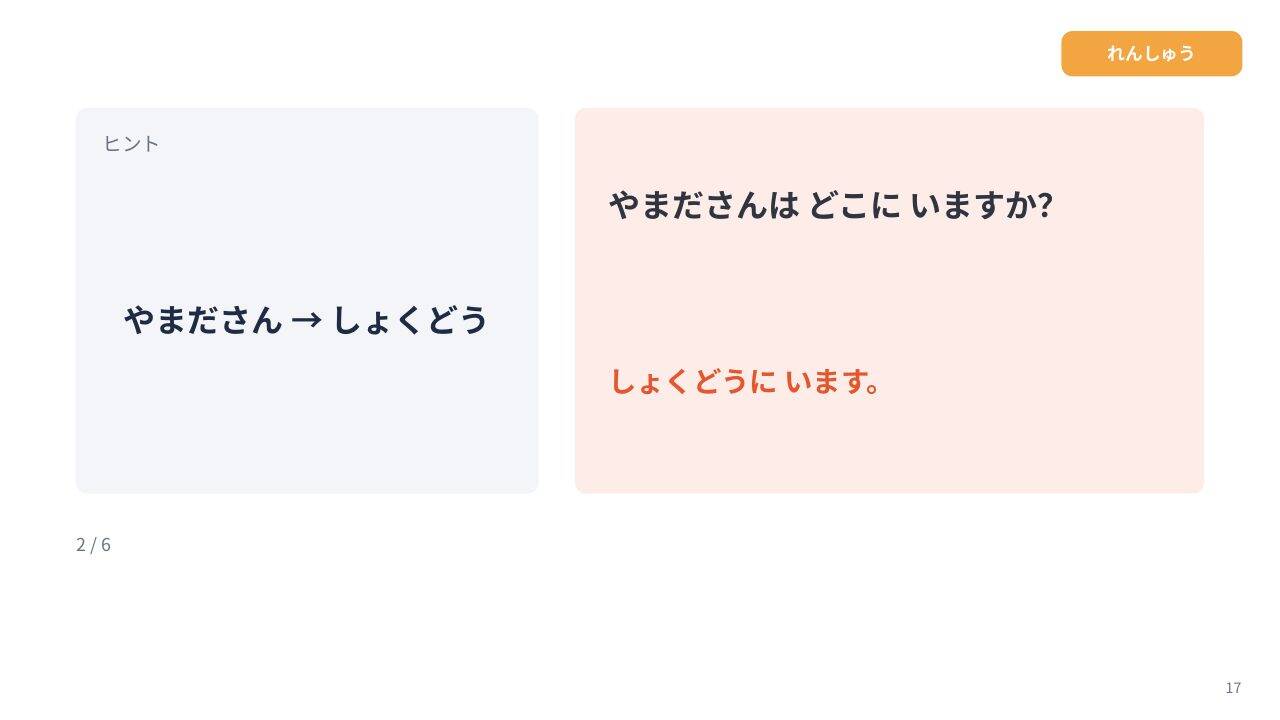 れんしゅう
ヒント
やまださん → しょくどう
やまださんは どこに いますか?
しょくどうに います。
2 / 6
17